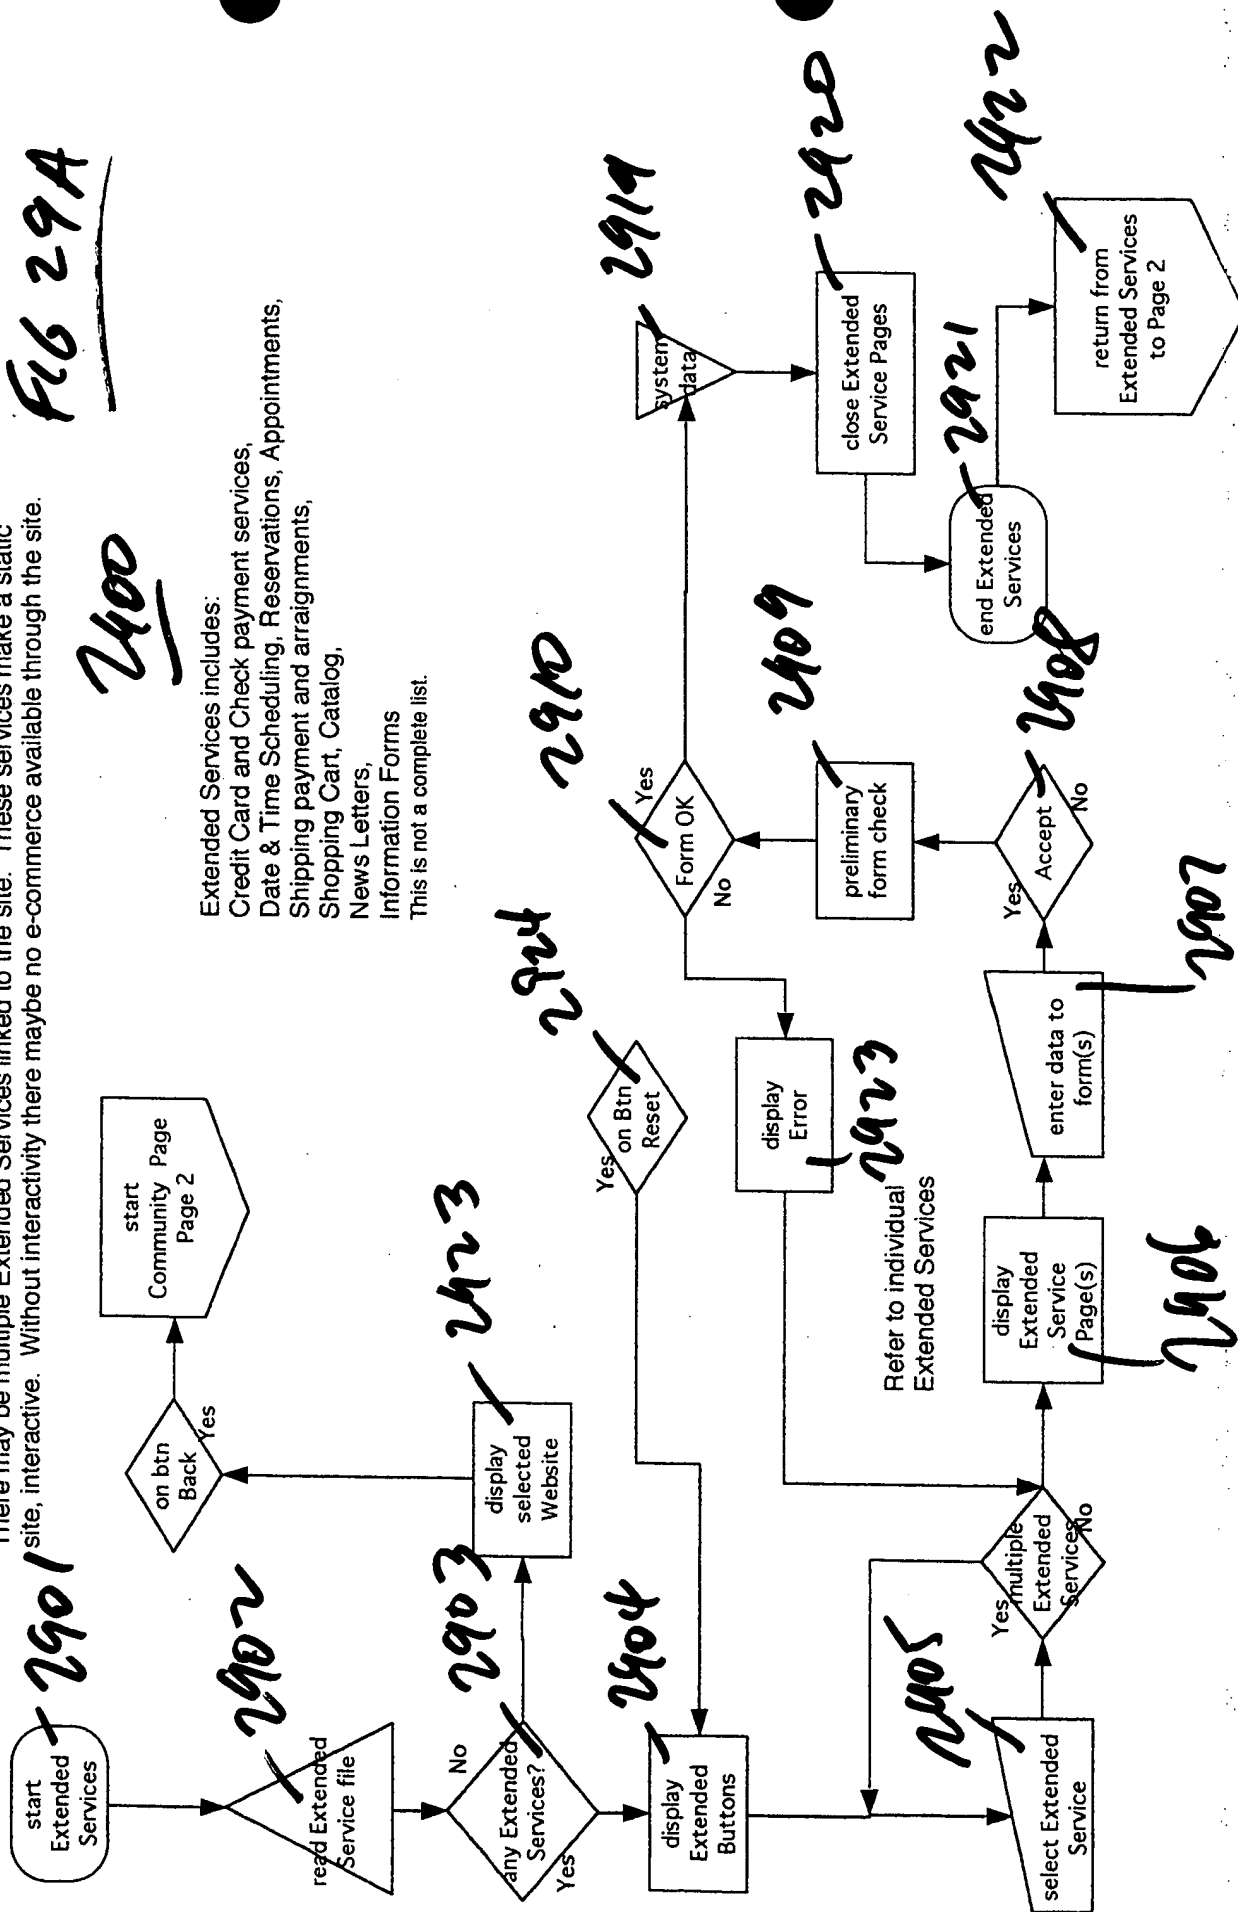 There may be multiple Extended Services linked to the site. These services make a static
site, interactive. Without interactivity there maybe no e-commerce available through the site.
FIG 29A
2900
Extended Services includes:
Credit Card and Check payment services,
Date & Time Scheduling, Reservations, Appointments,
Shipping payment and arraignments,
Shopping Cart, Catalog,
News Letters,
Information Forms
This is not a complete list.
start
Extended
Services
2901
read Extended
Service file
2902
any Extended
Services?
2903
No
Yes
display
selected
Website
2923
on btn
Back
Yes
start
Community Page
Page 2
display
Extended
Buttons
2904
on Btn
Reset
Yes
2924
select Extended
Service
2905
multiple
Extended
Services
Yes
No
display
Extended
Service
Page(s)
2906
Refer to individual
Extended Services
enter data to
form(s)
2907
Accept
Yes
No
2908
preliminary
form check
2909
Form OK
Yes
No
2910
display
Error
2923
system
data
2919
close Extended
Service Pages
2920
end Extended
Services
2921
return from
Extended Services
to Page 2
2922